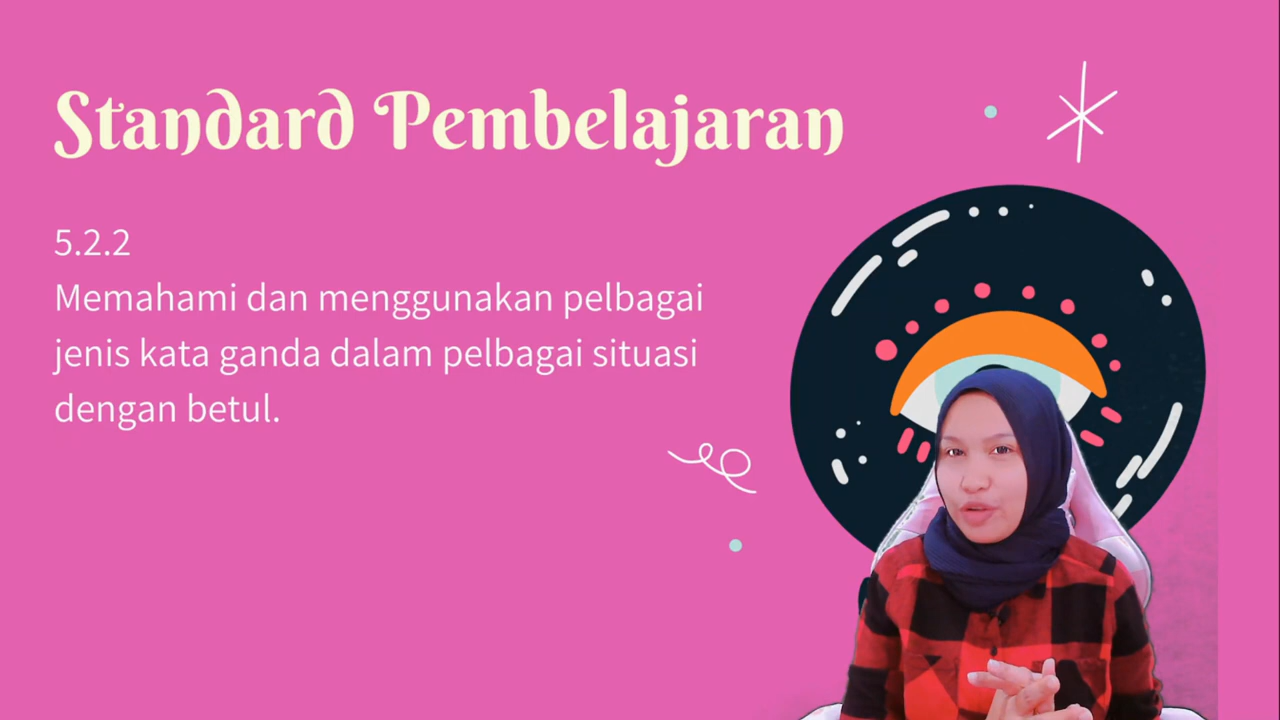 Standard Pembelajaran
5.2.2
Memahami dan menggunakan pelbagai
jenis kata ganda dalam pelbagai situasi
dengan betul.